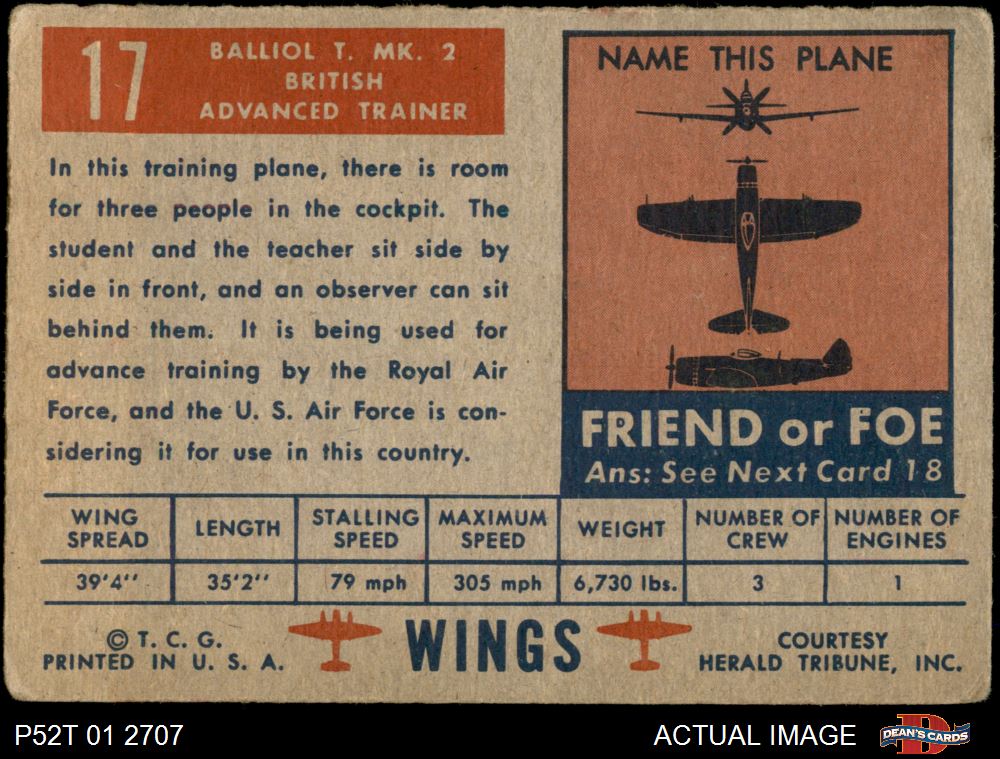 17
BALLIOL T. MK. 2
BRITISH
ADVANCED TRAINER
In this training plane, there is room
for three people in the cockpit. The
student and the teacher sit side by
side in front, and an observer can sit
behind them. It is being used for
advance training by the Royal Air
Force, and the U. S. Air Force is con-
sidering it for use in this country.
NAME THIS PLANE
FRIEND or FOE
Ans: See Next Card 18
WING SPREAD LENGTH STALLING SPEED MAXIMUM SPEED WEIGHT NUMBER OF CREW NUMBER OF ENGINES
39'4'' 35'2'' 79 mph 305 mph 6,730 lbs. 3 1
© T. C. G.
PRINTED IN U. S. A.
WINGS
COURTESY
HERALD TRIBUNE, INC.
P52T 01 2707
ACTUAL IMAGE
D
DEAN'S CARDS